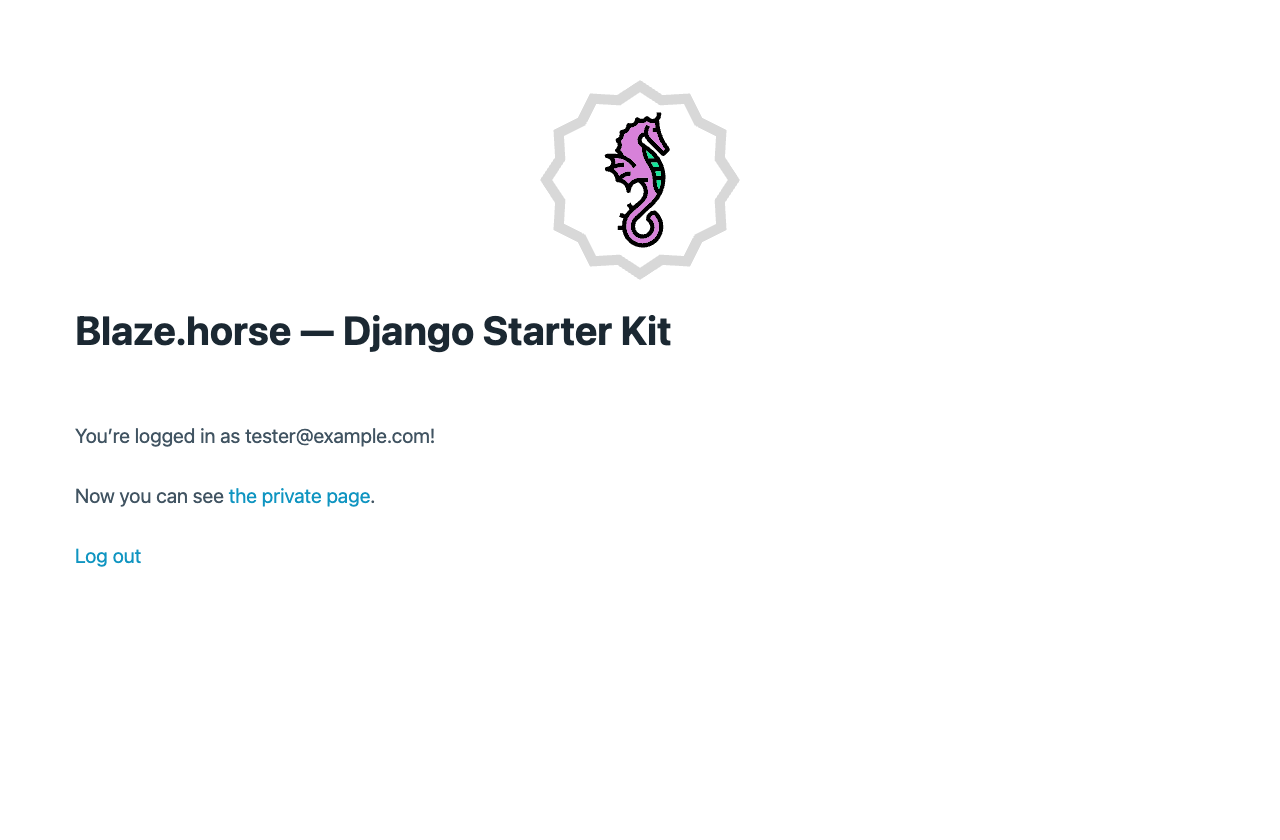 Blaze.horse — Django Starter Kit
You’re logged in as tester@example.com!
Now you can see the private page.
Log out